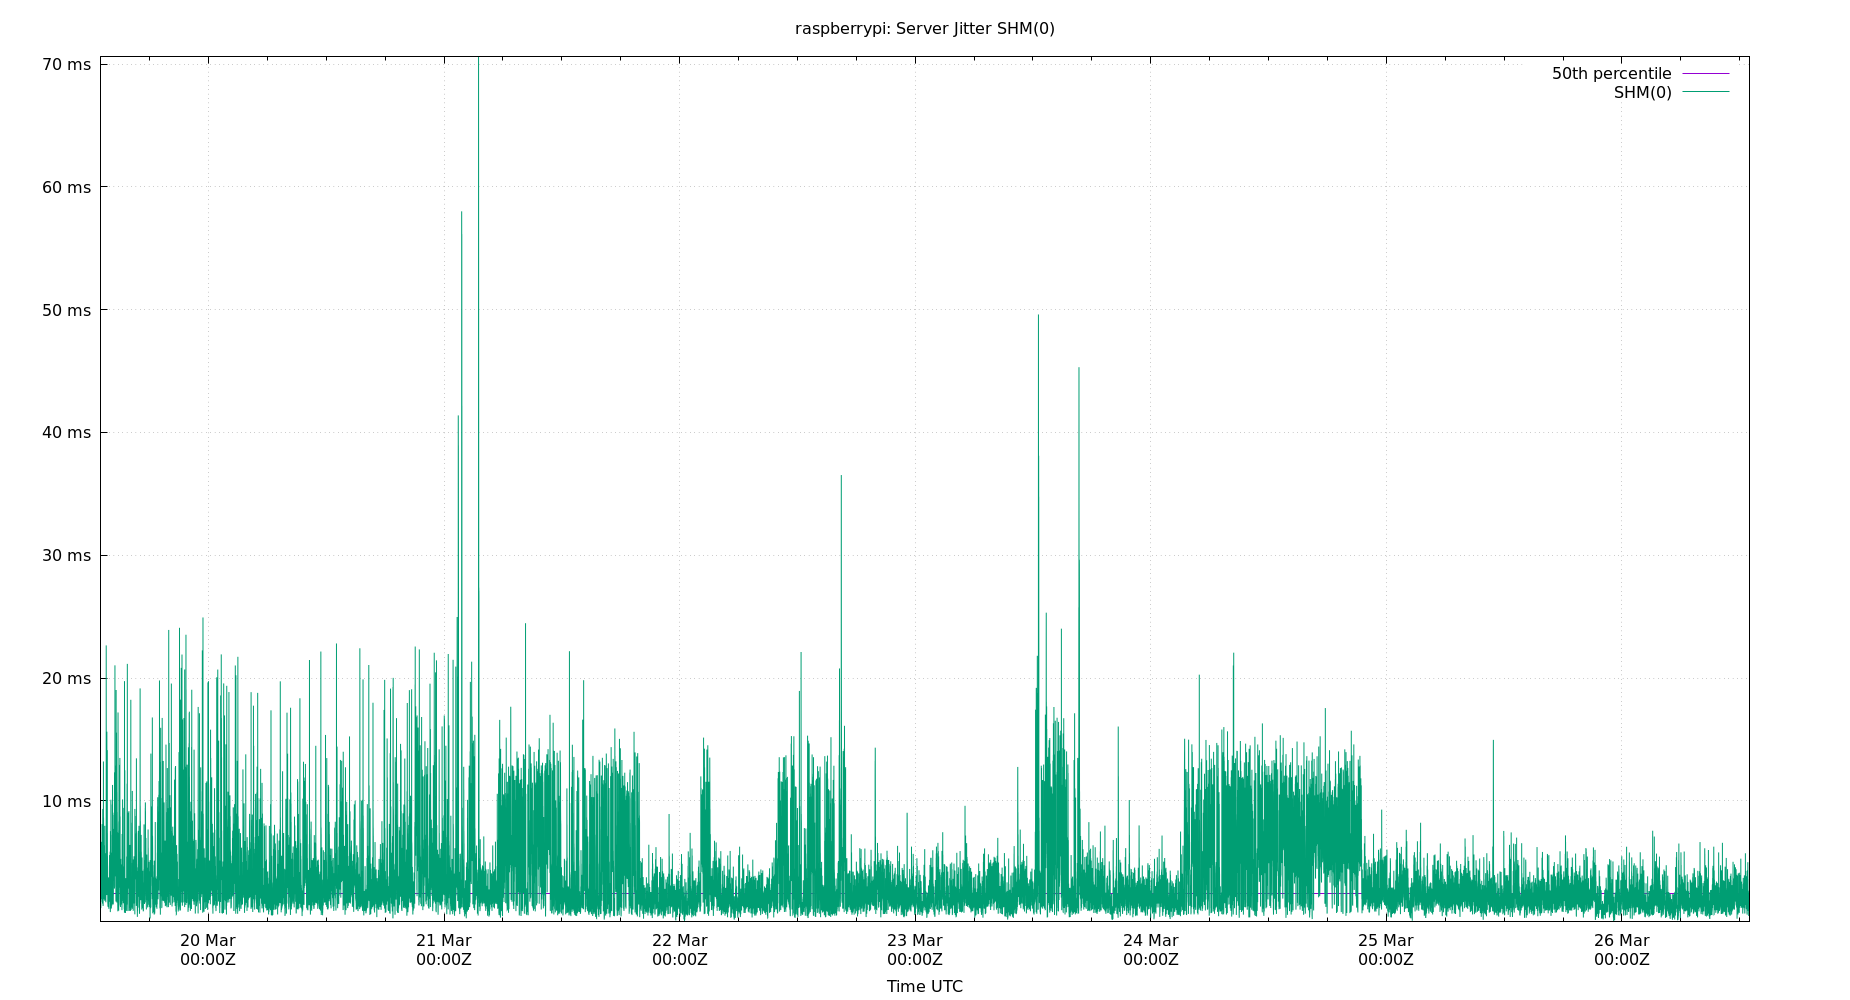 raspberrypi: Server Jitter SHM(0)
70 ms
60 ms
50 ms
40 ms
30 ms
20 ms
10 ms
50th percentile
SHM(0)
20 Mar
00:00Z
21 Mar
00:00Z
22 Mar
00:00Z
23 Mar
00:00Z
24 Mar
00:00Z
25 Mar
00:00Z
26 Mar
00:00Z
Time UTC